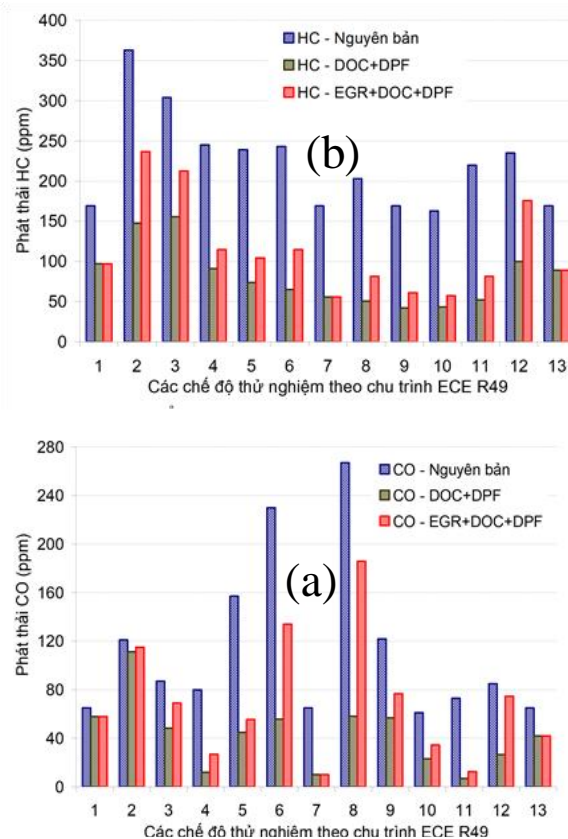 400
350
300
250
200
150
100
50
0
Phát thải HC (ppm)
HC - Nguyên bản
HC - DOC+DPF
HC - EGR+DOC+DPF
(b)
1 2 3 4 5 6 7 8 9 10 11 12 13
Các chế độ thử nghiệm theo chu trình ECE R49
280
240
200
160
120
80
40
0
Phát thải CO (ppm)
CO - Nguyên bản
CO - DOC+DPF
CO - EGR+DOC+DPF
(a)
1 2 3 4 5 6 7 8 9 10 11 12 13
Các chế độ thử nghiệm theo chu trình ECE R49